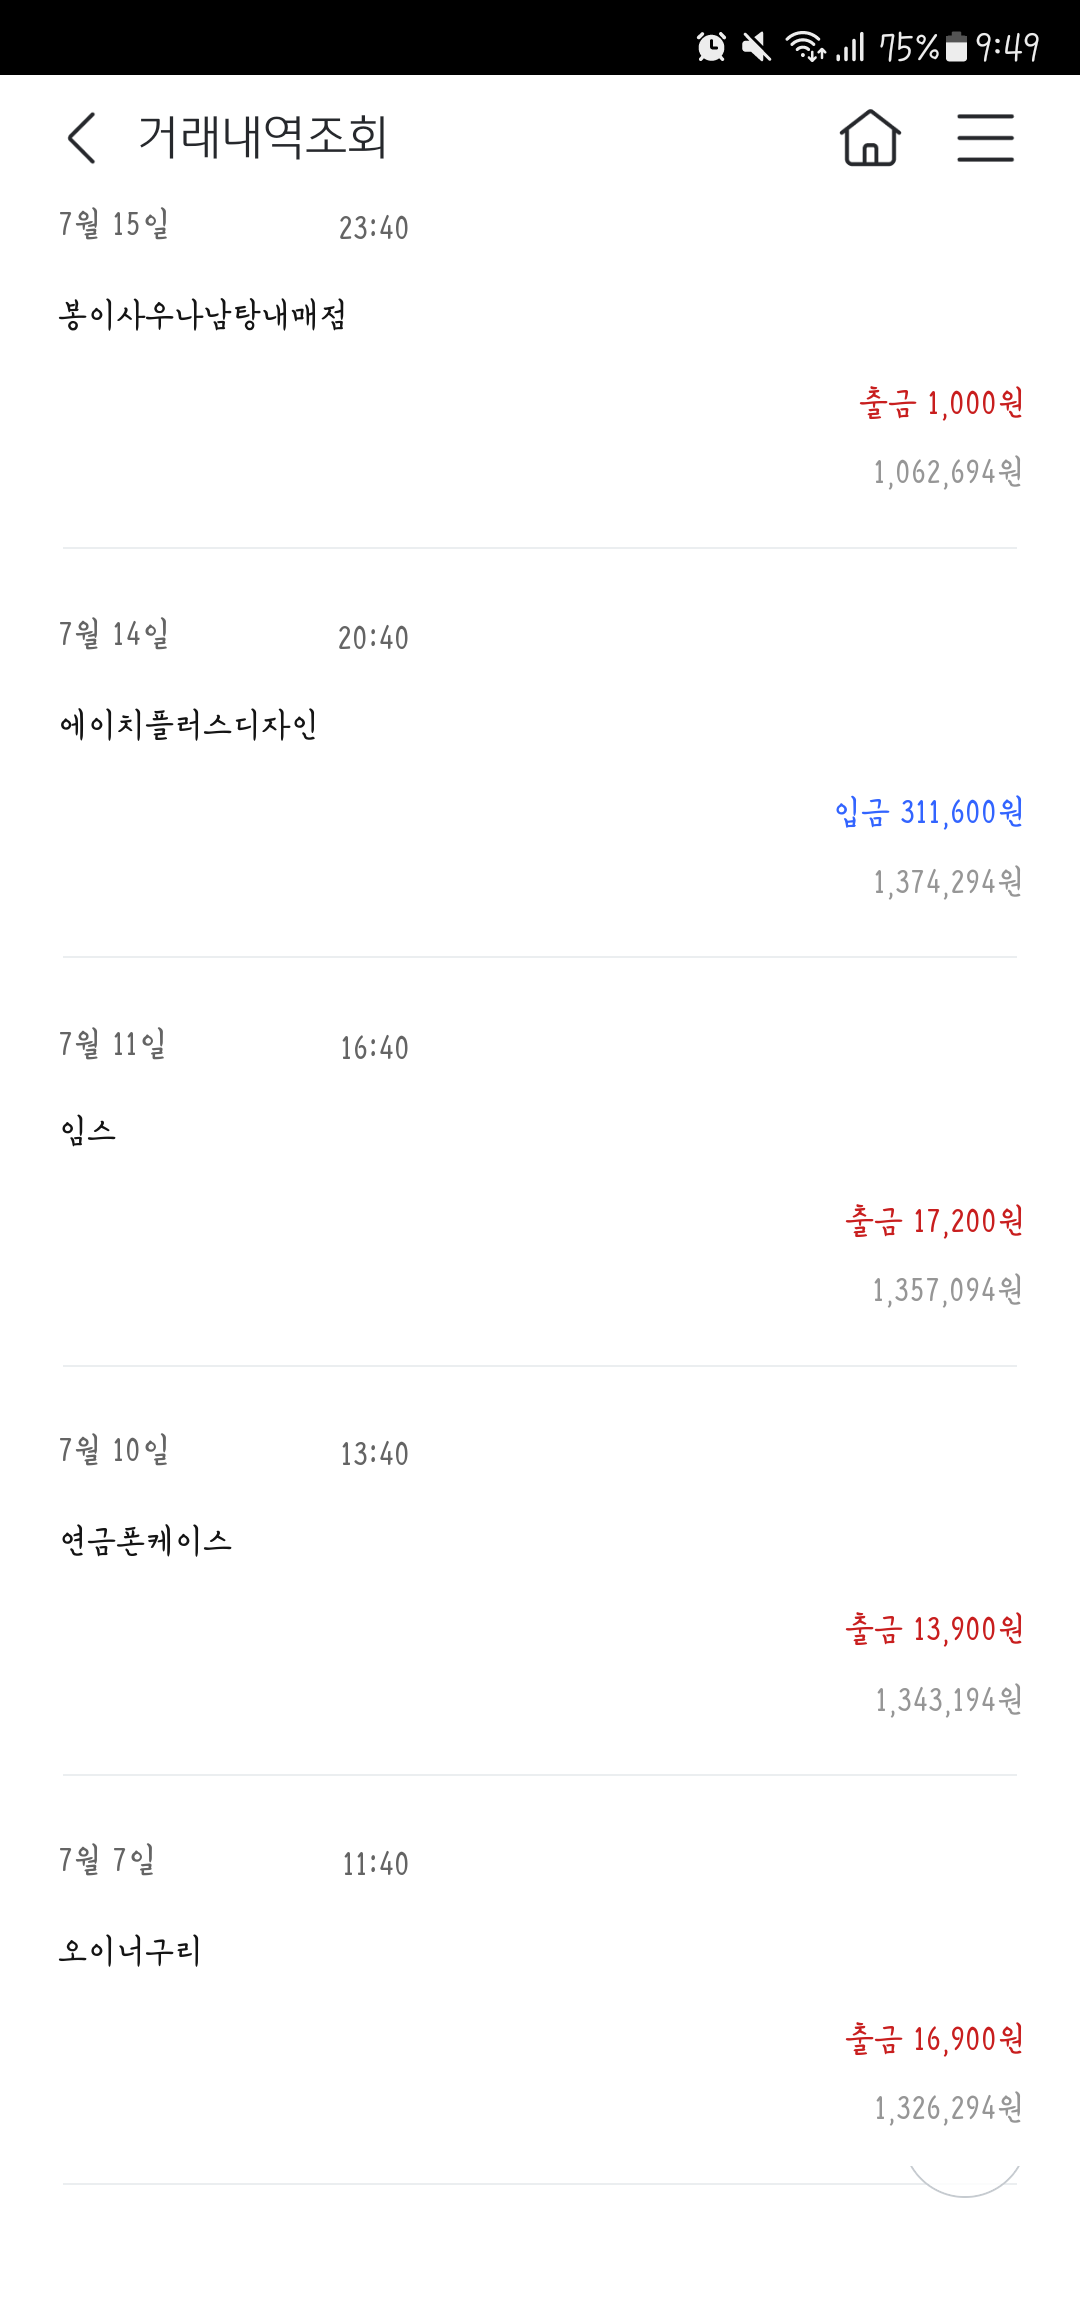 75% 9:49
거래내역조회
7월 15일 23:40
봉이사우나남탕내매점
출금 1,000원
1,062,694원
7월 14일 20:40
에이치플러스디자인
입금 311,600원
1,374,294원
7월 11일 16:40
임스
출금 17,200원
1,357,094원
7월 10일 13:40
연금폰케이스
출금 13,900원
1,343,194원
7월 7일 11:40
오이너구리
출금 16,900원
1,326,294원